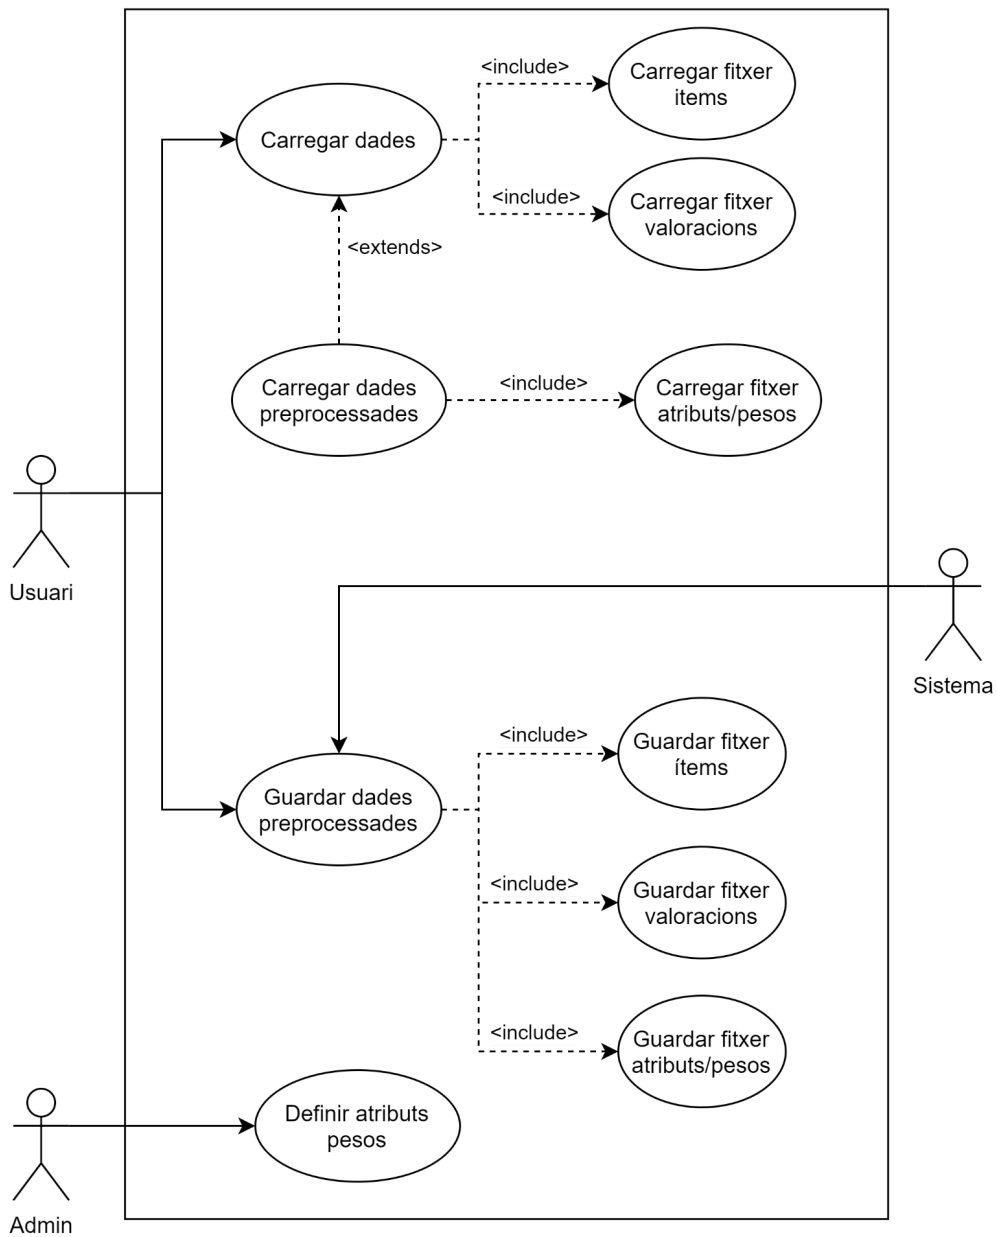 <include>
Carregar fitxer
items
Carregar dades
<include>
Carregar fitxer
valoracions
<extends>
Carregar dades
preprocessades
<include>
Carregar fitxer
atributs/pesos
Usuari
Sistema
<include>
Guardar fitxer
ítems
Guardar dades
preprocessades
<include>
Guardar fitxer
valoracions
<include>
Guardar fitxer
atributs/pesos
Definir atributs
pesos
Admin